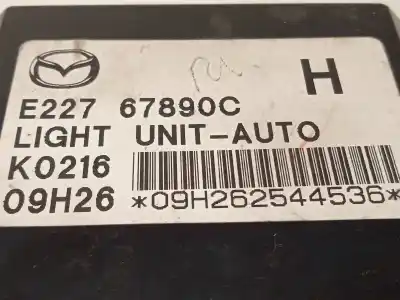 H
E227 67890C
LIGHT UNIT-AUTO
K0216
09H26 *09H262544536*